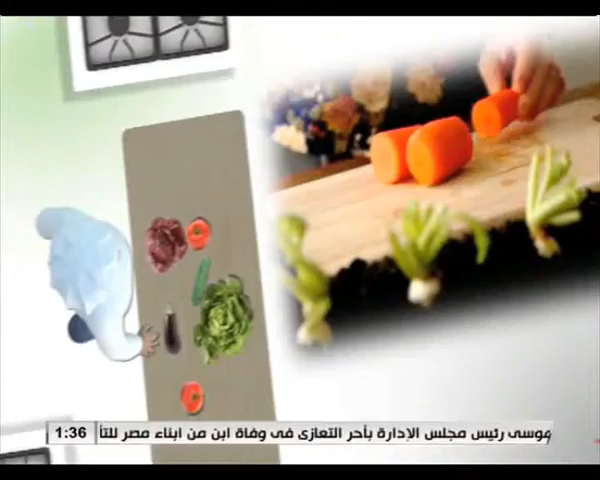 1:36 موسى رئيس مجلس الإدارة بأحر التعازى فى وفاة ابن من ابناء مصر للتأ